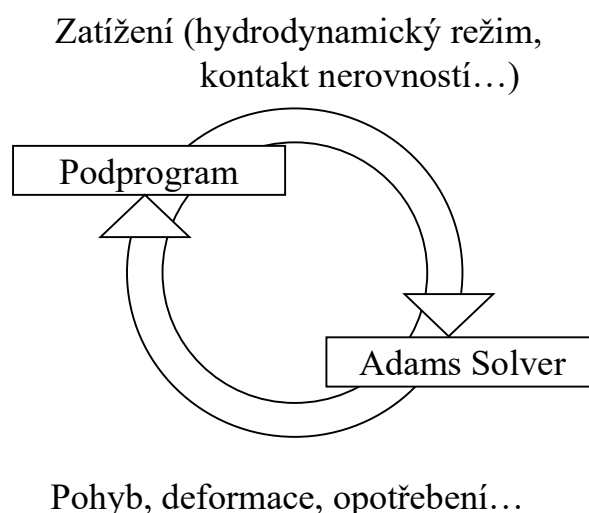 Zatížení (hydrodynamický režim,
kontakt nerovností…)
Podprogram
Adams Solver
Pohyb, deformace, opotřebení…